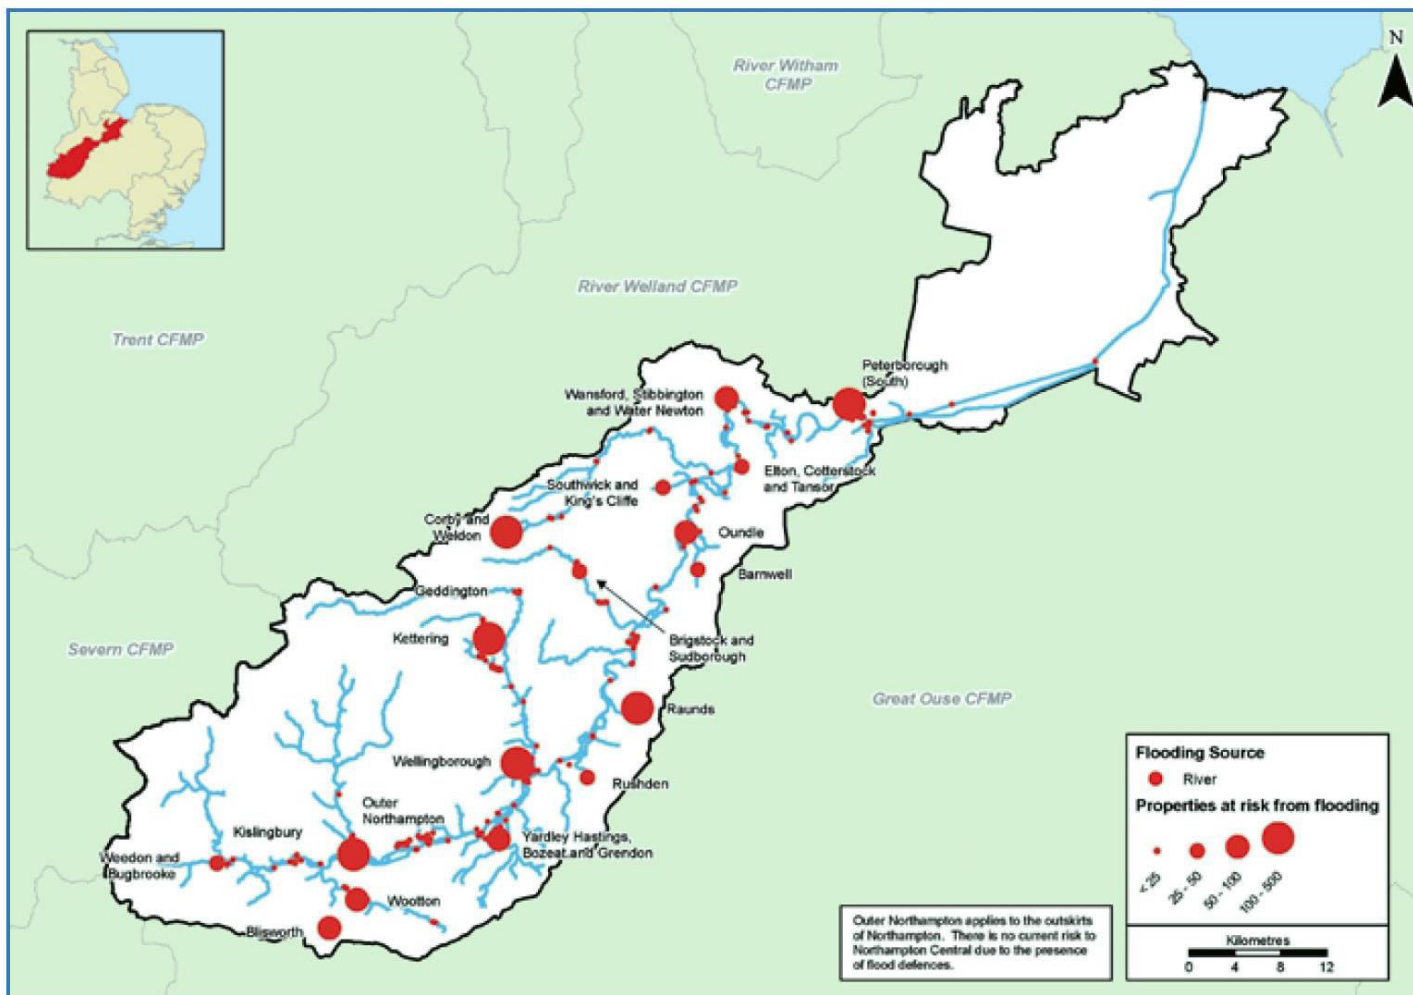 N
River Witham
CFMP
River Welland CFMP
Trent CFMP
Peterborough
(South)
Wansford, Stibbington
and Water Newton
Elton, Cotterstock
and Tansor
Southwick and
King's Cliffe
Corby and
Weldon
Oundle
Barnwell
Geddington
Kettering
Brigstock and
Sudborough
Severn CFMP
Great Ouse CFMP
Raunds
Wellingborough
Rushden
Outer
Northampton
Kislingbury
Yardley Hastings,
Bozeat and Grendon
Weedon and
Bugbrooke
Wootton
Blisworth
Flooding Source
River
Properties at risk from flooding
< 25
25 - 50
50 - 100
100 - 500
Kilometres
0 4 8 12
Outer Northampton applies to the outskirts
of Northampton. There is no current risk to
Northampton Central due to the presence
of flood defences.